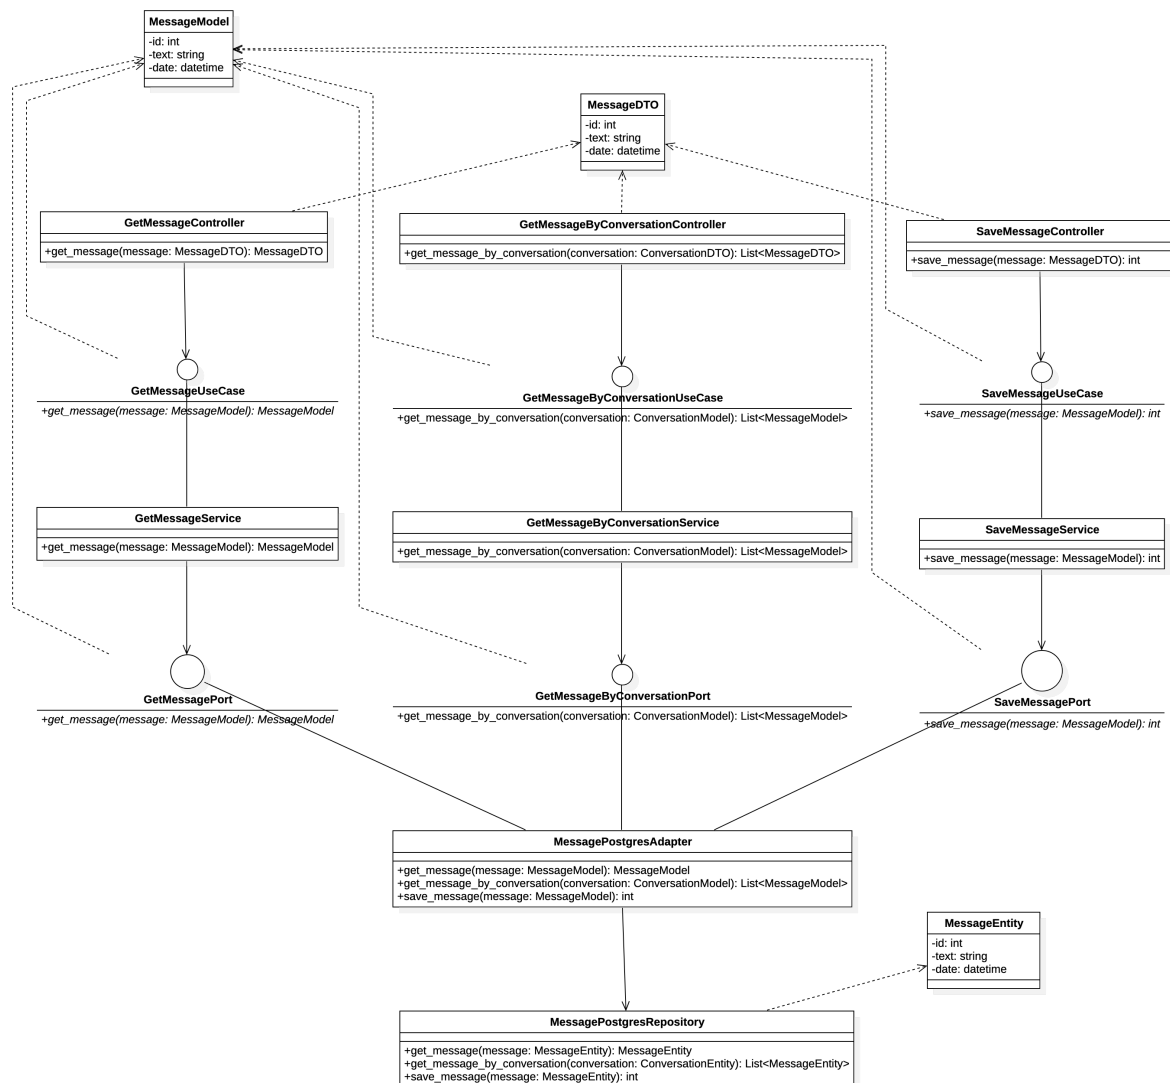 MessageModel
-id: int
-text: string
-date: datetime
MessageDTO
-id: int
-text: string
-date: datetime
GetMessageController
+get_message(message: MessageDTO): MessageDTO
GetMessageByConversationController
+get_message_by_conversation(conversation: ConversationDTO): List<MessageDTO>
SaveMessageController
+save_message(message: MessageDTO): int
GetMessageUseCase
+get_message(message: MessageModel): MessageModel
GetMessageByConversationUseCase
+get_message_by_conversation(conversation: ConversationModel): List<MessageModel>
SaveMessageUseCase
+save_message(message: MessageModel): int
GetMessageService
+get_message(message: MessageModel): MessageModel
GetMessageByConversationService
+get_message_by_conversation(conversation: ConversationModel): List<MessageModel>
SaveMessageService
+save_message(message: MessageModel): int
GetMessagePort
+get_message(message: MessageModel): MessageModel
GetMessageByConversationPort
+get_message_by_conversation(conversation: ConversationModel): List<MessageModel>
SaveMessagePort
+save_message(message: MessageModel): int
MessagePostgresAdapter
+get_message(message: MessageModel): MessageModel
+get_message_by_conversation(conversation: ConversationModel): List<MessageModel>
+save_message(message: MessageModel): int
MessageEntity
-id: int
-text: string
-date: datetime
MessagePostgresRepository
+get_message(message: MessageEntity): MessageEntity
+get_message_by_conversation(conversation: ConversationEntity): List<MessageEntity>
+save_message(message: MessageEntity): int